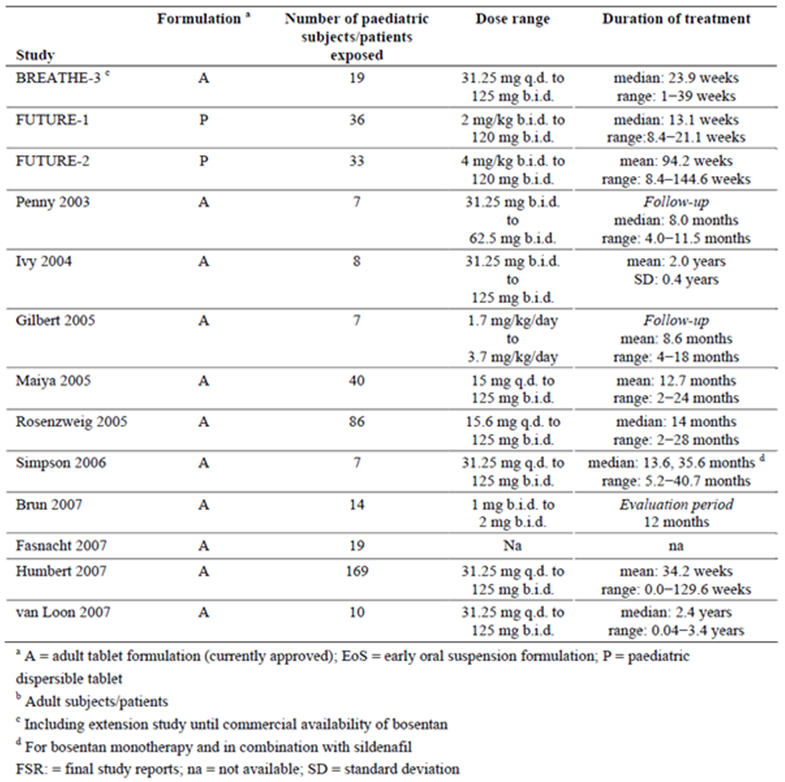 Formulation a Number of paediatric Dose range Duration of treatment
subjects/patients
Study exposed
BREATHE-3 c A 19 31.25 mg q.d. to median: 23.9 weeks
125 mg b.i.d. range: 1−39 weeks
FUTURE-1 P 36 2 mg/kg b.i.d. to median: 13.1 weeks
120 mg b.i.d. range:8.4−21.1 weeks
FUTURE-2 P 33 4 mg/kg b.i.d. to mean: 94.2 weeks
120 mg b.i.d. range: 8.4−144.6 weeks
Penny 2003 A 7 31.25 mg b.i.d. Follow-up
to median: 8.0 months
62.5 mg b.i.d. range: 4.0−11.5 months
Ivy 2004 A 8 31.25 mg b.i.d. mean: 2.0 years
to SD: 0.4 years
125 mg b.i.d.
Gilbert 2005 A 7 1.7 mg/kg/day Follow-up
to mean: 8.6 months
3.7 mg/kg/day range: 4−18 months
Maiya 2005 A 40 15 mg q.d. to mean: 12.7 months
125 mg b.i.d. range: 2−24 months
Rosenzweig 2005 A 86 15.6 mg q.d. to median: 14 months
125 mg b.i.d. range: 2−28 months
Simpson 2006 A 7 31.25 mg q.d. to median: 13.6, 35.6 months d
125 mg b.i.d. range: 5.2−40.7 months
Brun 2007 A 14 1 mg b.i.d. to Evaluation period
2 mg b.i.d. 12 months
Fasnacht 2007 A 19 Na na
Humbert 2007 A 169 31.25 mg q.d. to mean: 34.2 weeks
125 mg b.i.d. range: 0.0−129.6 weeks
van Loon 2007 A 10 31.25 mg q.d. to median: 2.4 years
125 mg b.i.d. range: 0.04−3.4 years
a A = adult tablet formulation (currently approved); EoS = early oral suspension formulation; P = paediatric
dispersible tablet
b Adult subjects/patients
c Including extension study until commercial availability of bosentan
d For bosentan monotherapy and in combination with sildenafil
FSR: = final study reports; na = not available; SD = standard deviation